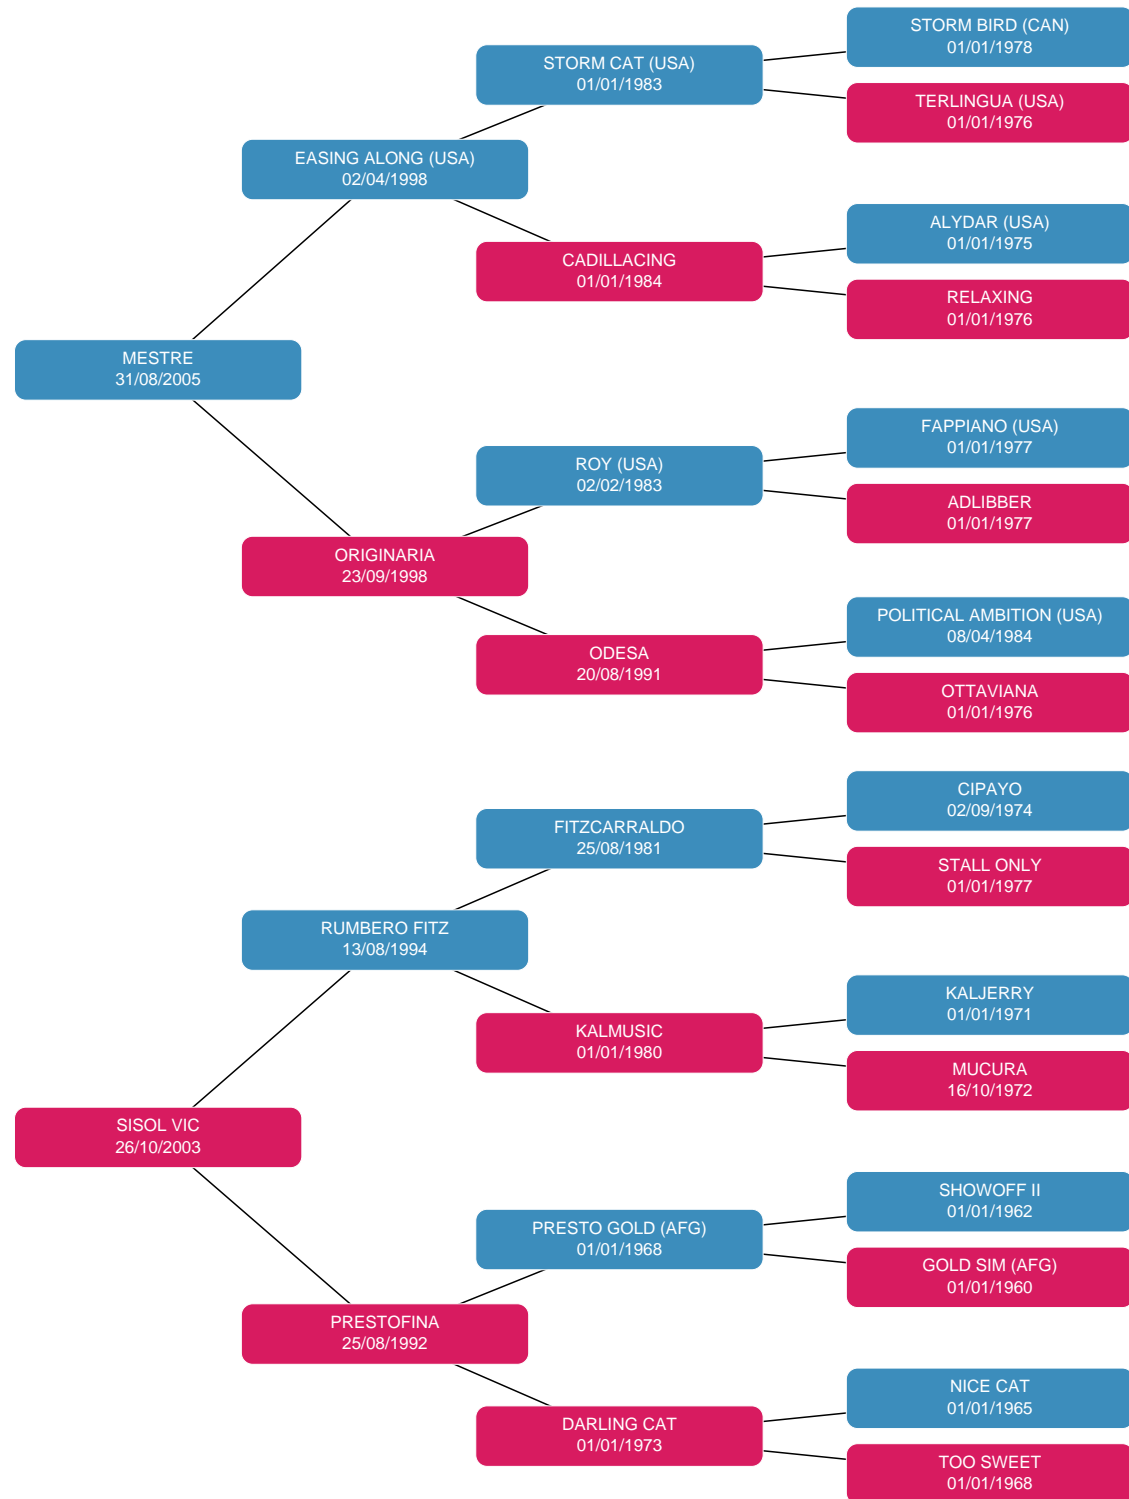 STORM BIRD (CAN)
01/01/1978
STORM CAT (USA)
01/01/1983
TERLINGUA (USA)
01/01/1976
EASING ALONG (USA)
02/04/1998
ALYDAR (USA)
01/01/1975
CADILLACING
01/01/1984
RELAXING
01/01/1976
MESTRE
31/08/2005
FAPPIANO (USA)
01/01/1977
ROY (USA)
02/02/1983
ADLIBBER
01/01/1977
ORIGINARIA
23/09/1998
POLITICAL AMBITION (USA)
08/04/1984
ODESA
20/08/1991
OTTAVIANA
01/01/1976
CIPAYO
02/09/1974
FITZCARRALDO
25/08/1981
STALL ONLY
01/01/1977
RUMBERO FITZ
13/08/1994
KALJERRY
01/01/1971
KALMUSIC
01/01/1980
MUCURA
16/10/1972
SISOL VIC
26/10/2003
SHOWOFF II
01/01/1962
PRESTO GOLD (AFG)
01/01/1968
GOLD SIM (AFG)
01/01/1960
PRESTOFINA
25/08/1992
NICE CAT
01/01/1965
DARLING CAT
01/01/1973
TOO SWEET
01/01/1968